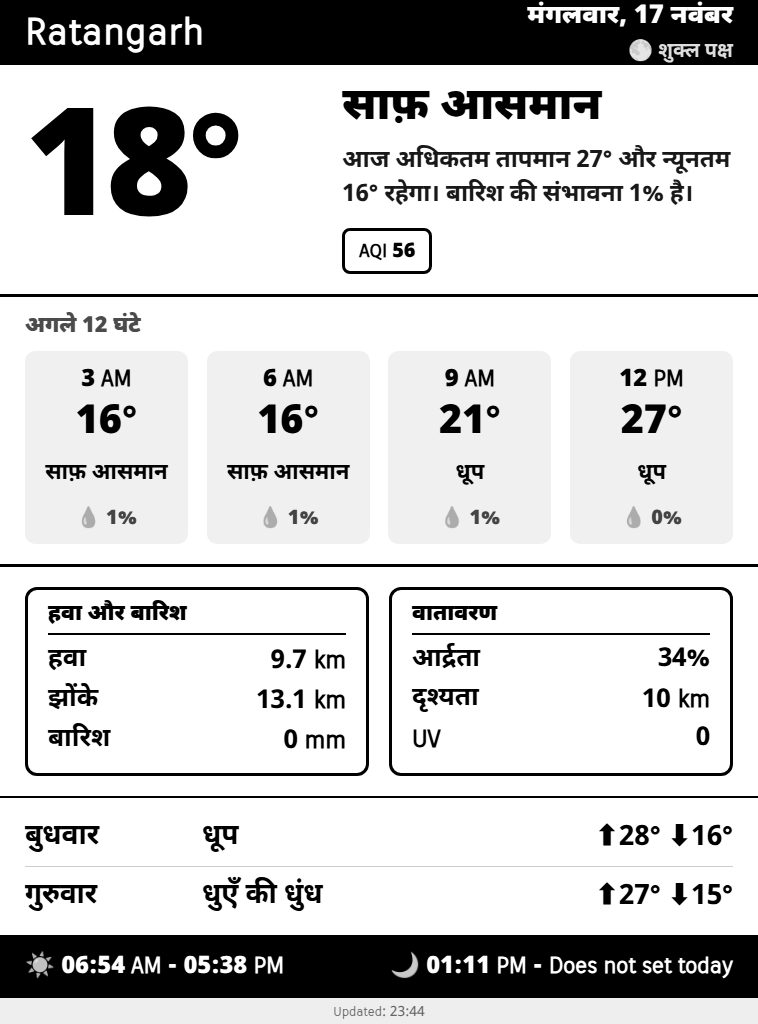 Ratangarh
मंगलवार, 17 नवंबर
शुक्ल पक्ष
18°
साफ़ आसमान
आज अधिकतम तापमान 27° और न्यूनतम
16° रहेगा। बारिश की संभावना 1% है।
AQI 56
अगले 12 घंटे
3 AM
16°
साफ़ आसमान
1%
6 AM
16°
साफ़ आसमान
1%
9 AM
21°
धूप
1%
12 PM
27°
धूप
0%
हवा और बारिश
हवा 9.7 km
झोंके 13.1 km
बारिश 0 mm
वातावरण
आर्द्रता 34%
दृश्यता 10 km
UV 0
बुधवार धूप ⬆28° ⬇16°
गुरुवार धुएँ की धुंध ⬆27° ⬇15°
06:54 AM - 05:38 PM
01:11 PM - Does not set today
Updated: 23:44